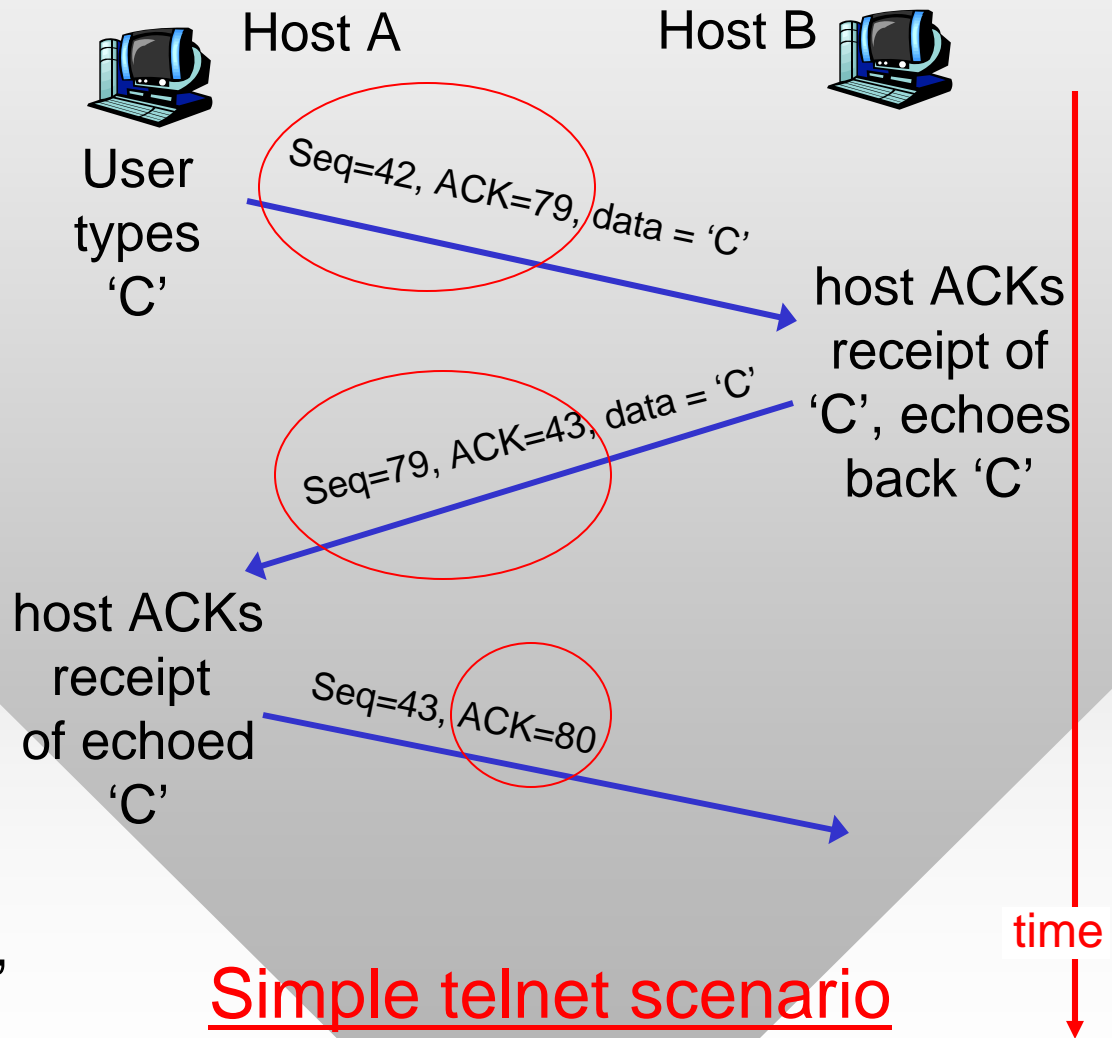 Host A
Host B
User
types
‘C’
Seq=42, ACK=79, data = ‘C’
host ACKs
receipt of
‘C’, echoes
back ‘C’
Seq=79, ACK=43, data = ‘C’
host ACKs
receipt
of echoed
‘C’
Seq=43, ACK=80
time
,
Simple telnet scenario